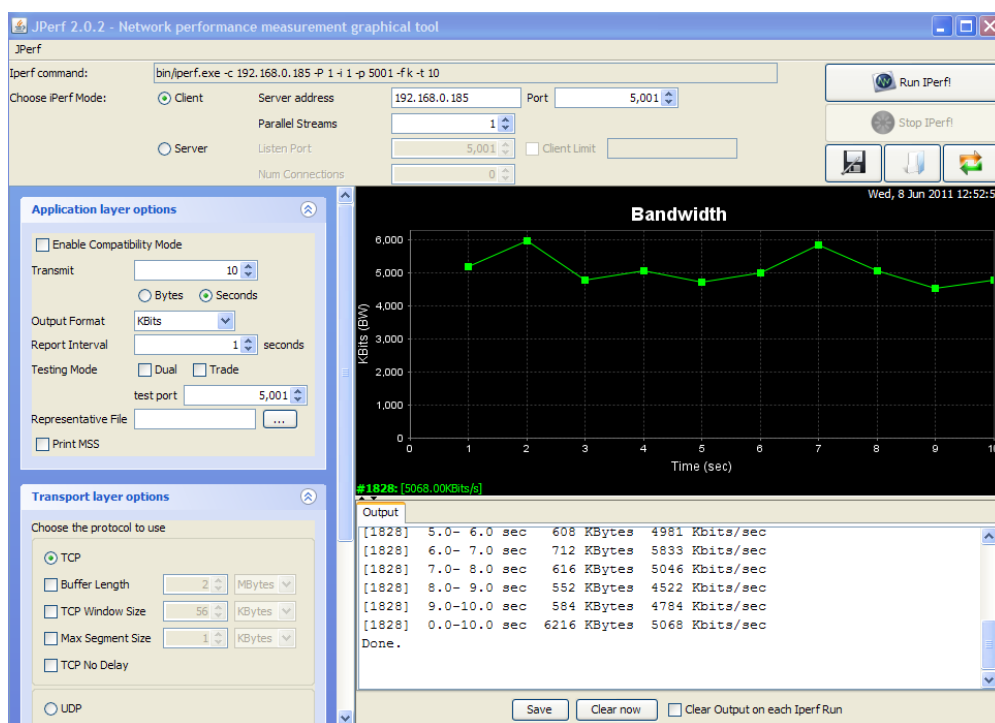 JPerf 2.0.2 - Network performance measurement graphical tool
JPerf
Iperf command: bin/iperf.exe -c 192.168.0.185 -P 1 -i 1 -p 5001 -f k -t 10
Choose iPerf Mode: Client Server address 192.168.0.185 Port 5,001
Parallel Streams 1
Server Listen Port 5,001 Client Limit
Num Connections 0
Run IPerf!
Stop IPerf!
Application layer options
Enable Compatibility Mode
Transmit 10
Bytes Seconds
Output Format KBits
Report Interval 1 seconds
Testing Mode Dual Trade
test port 5,001
Representative File ...
Print MSS
Transport layer options
Choose the protocol to use
TCP
Buffer Length 2 MBytes
TCP Window Size 56 KBytes
Max Segment Size 1 KBytes
TCP No Delay
UDP
Wed, 8 Jun 2011 12:52:5
Bandwidth
KBits (BW)
6,000
5,000
4,000
3,000
2,000
1,000
0
0 1 2 3 4 5 6 7 8 9 10
Time (sec)
#1828: [5068.00KBits/s]
Output
[1828] 5.0- 6.0 sec 608 KBytes 4981 Kbits/sec
[1828] 6.0- 7.0 sec 712 KBytes 5833 Kbits/sec
[1828] 7.0- 8.0 sec 616 KBytes 5046 Kbits/sec
[1828] 8.0- 9.0 sec 552 KBytes 4522 Kbits/sec
[1828] 9.0-10.0 sec 584 KBytes 4784 Kbits/sec
[1828] 0.0-10.0 sec 6216 KBytes 5068 Kbits/sec
Done.
Save Clear now Clear Output on each Iperf Run